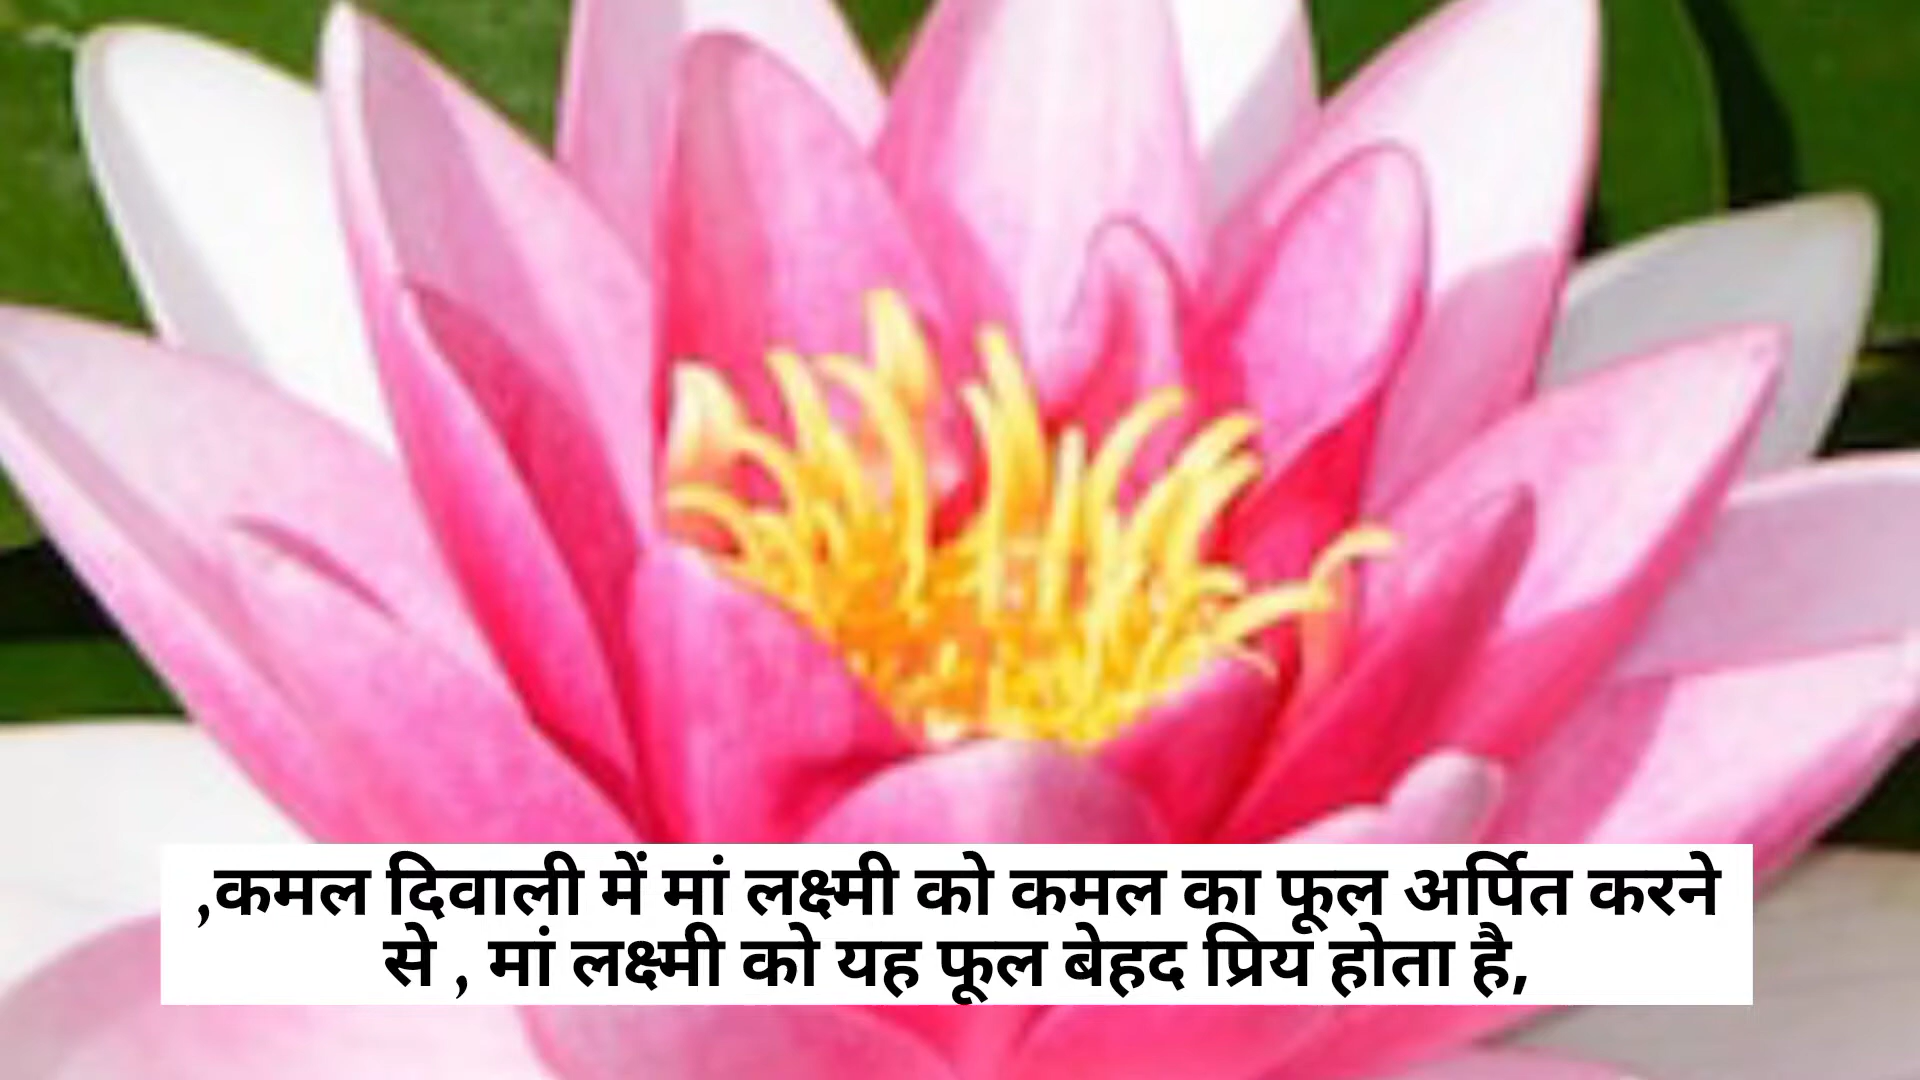 ,कमल दिवाली में मां लक्ष्मी को कमल का फूल अर्पित करने
से , मां लक्ष्मी को यह फूल बेहद प्रिय होता है,